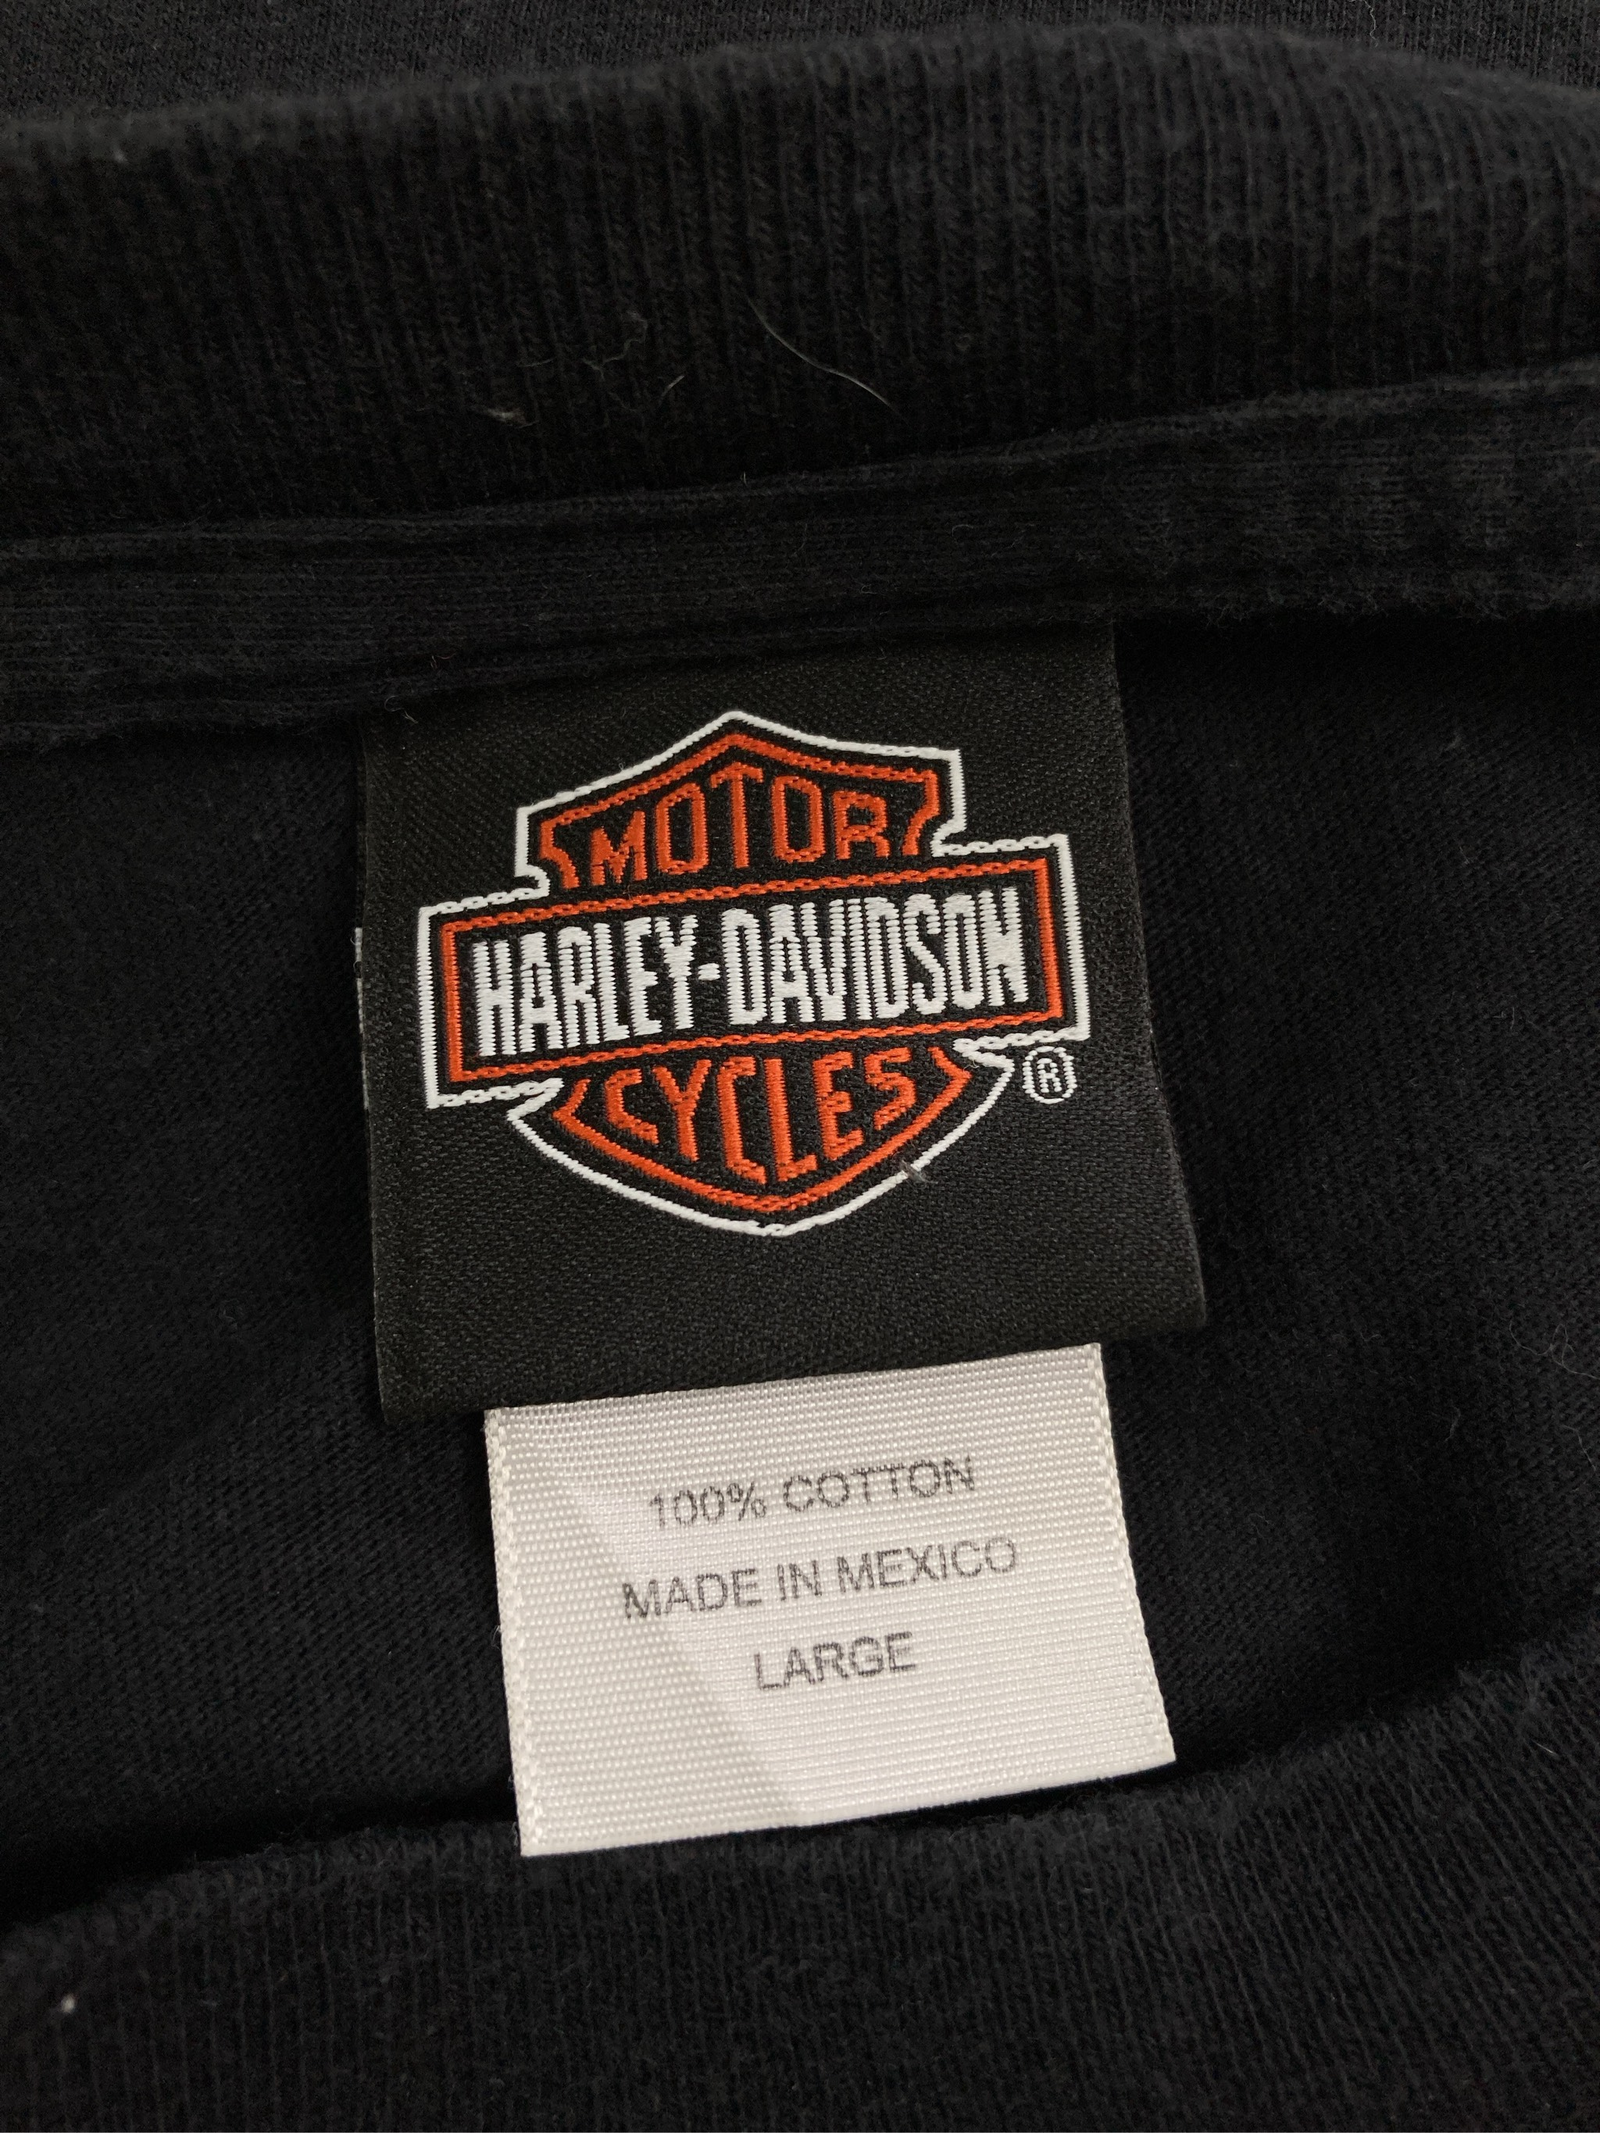 MOTOR
HARLEY-DAVIDSON
CYCLES
®
100% COTTON
MADE IN MEXICO
LARGE